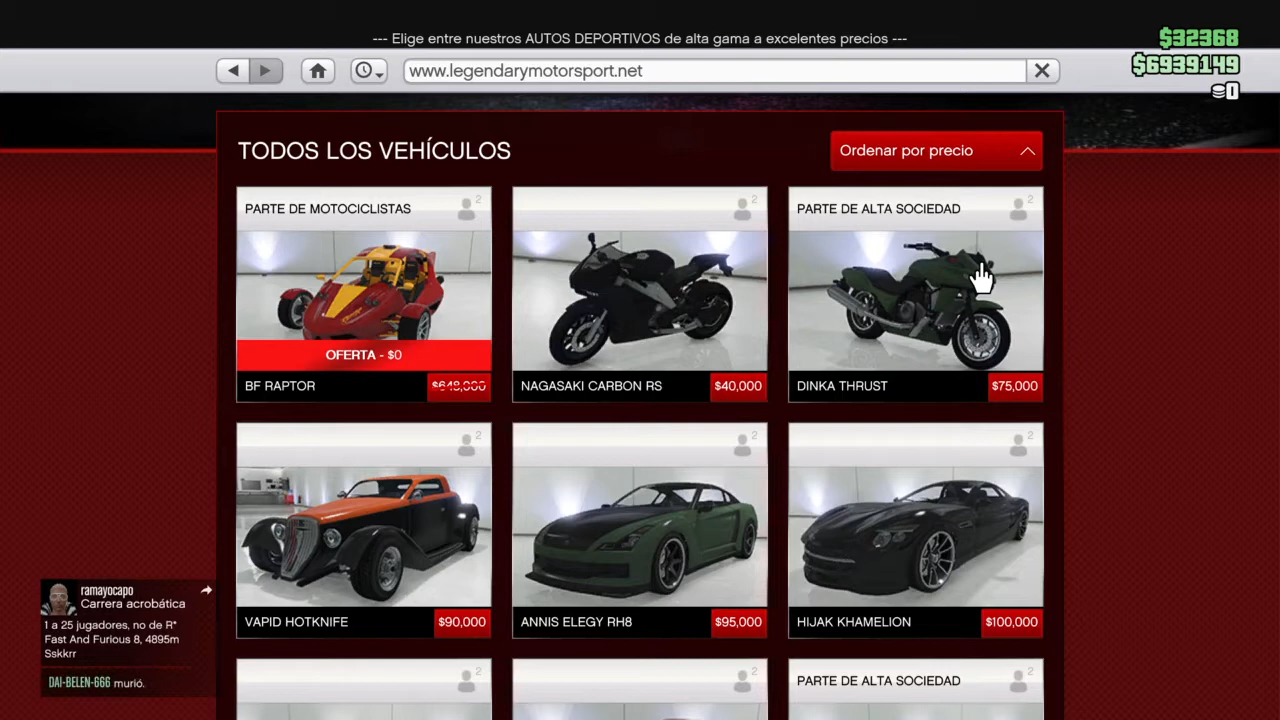 --- Elige entre nuestros AUTOS DEPORTIVOS de alta gama a excelentes precios ---
$32368
$6939149
0
www.legendarymotorsport.net
TODOS LOS VEHÍCULOS
Ordenar por precio
PARTE DE MOTOCICLISTAS
2
2
PARTE DE ALTA SOCIEDAD
2
OFERTA - $0
BF RAPTOR
$648,000
NAGASAKI CARBON RS
$40,000
DINKA THRUST
$75,000
2
2
2
VAPID HOTKNIFE
$90,000
ANNIS ELEGY RH8
$95,000
HIJAK KHAMELION
$100,000
2
2
PARTE DE ALTA SOCIEDAD
2
ramayocapo
Carrera acrobática
1 a 25 jugadores, no de R*
Fast And Furious 8, 4895m
Sskkrr
DAI-BELEN-666 murió.